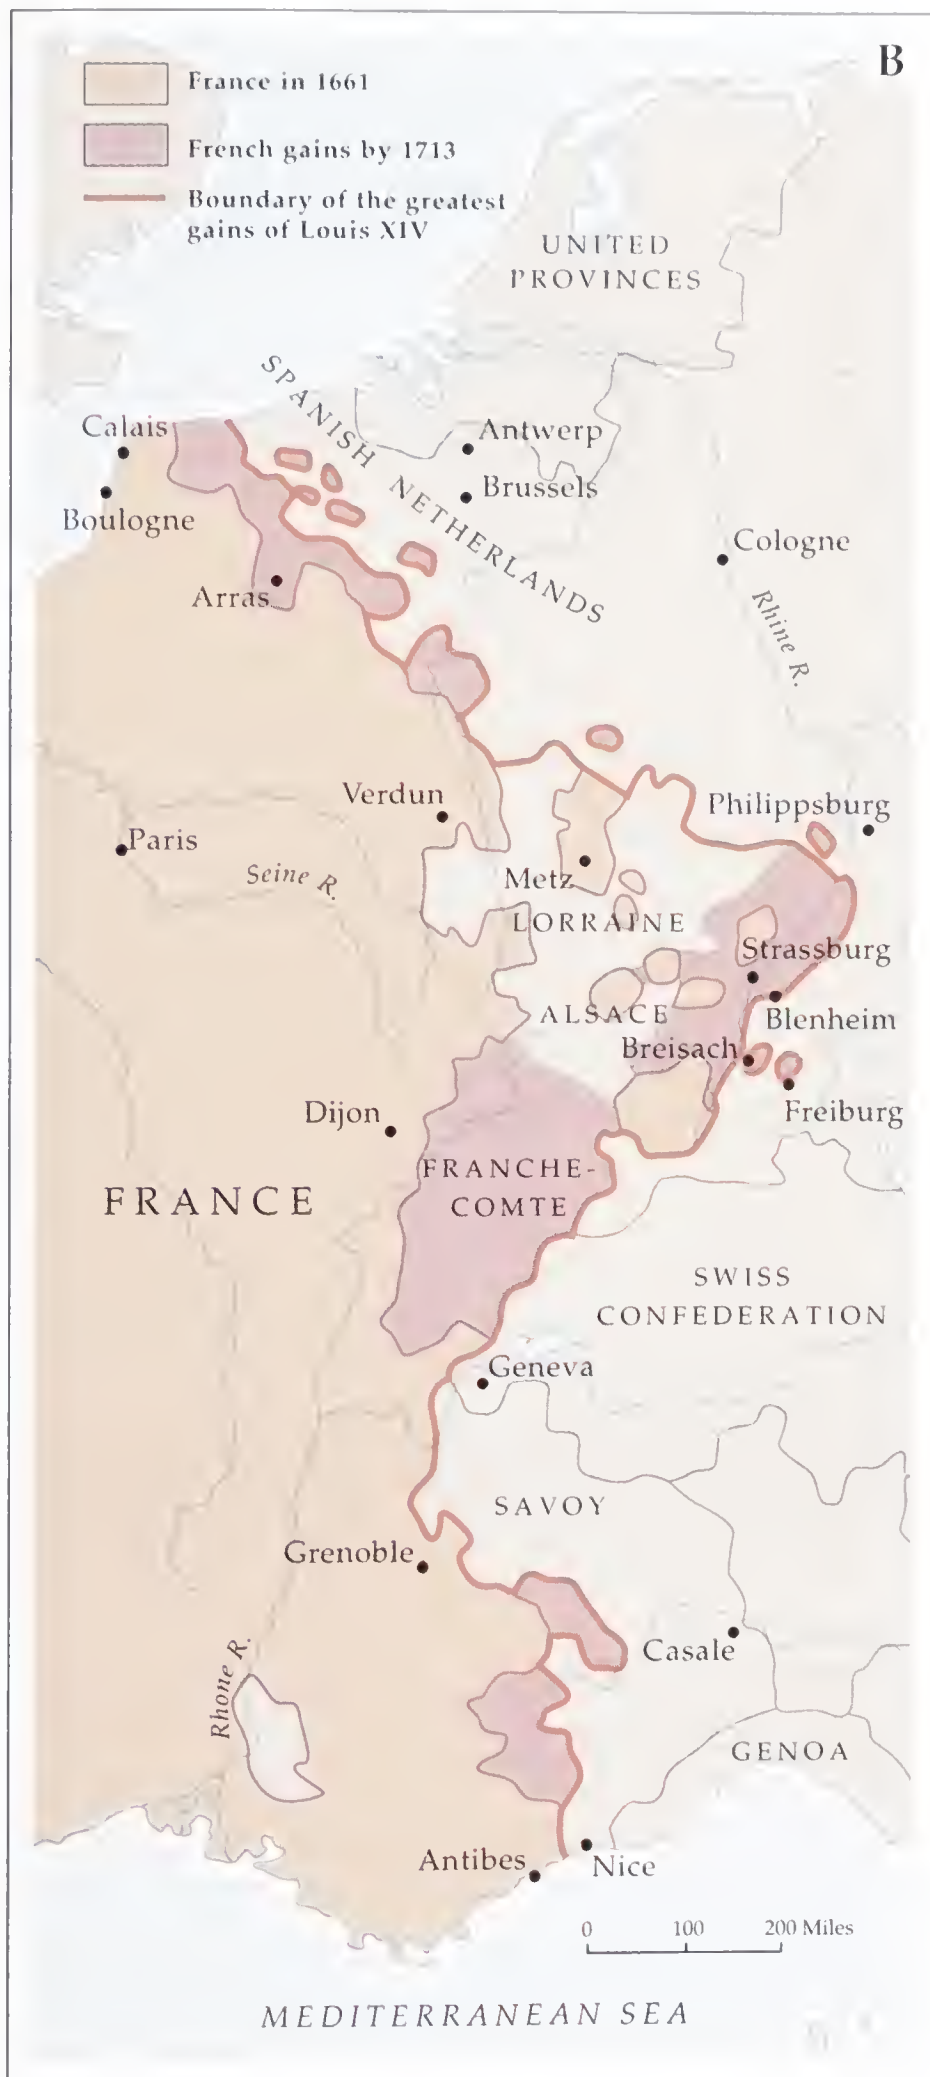 B
France in 1661
French gains by 1713
Boundary of the greatest
gains of Louis XIV
UNITED
PROVINCES
SPANISH NETHERLANDS
Calais
Antwerp
Boulogne
Brussels
Cologne
Arras
Rhine R.
Verdun
Philippsburg
Paris
Seine R.
Metz
LORRAINE
Strassburg
ALSACE
Blenheim
Breisach
Dijon
Freiburg
FRANCHE-
COMTE
FRANCE
SWISS
CONFEDERATION
Geneva
SAVOY
Grenoble
Rhone R.
Casale
GENOA
Antibes
Nice
0 100 200 Miles
MEDITERRANEAN SEA